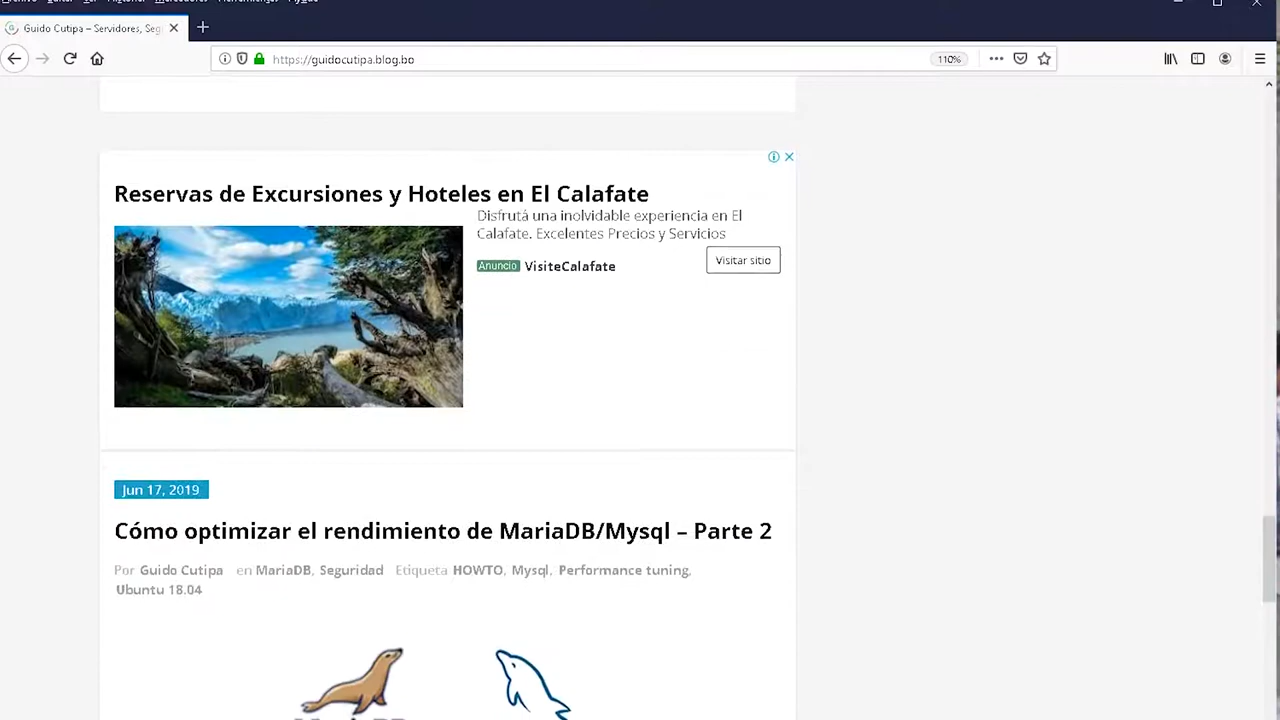 Guido Cutipa – Servidores, Seg
https://guidocutipa.blog.bo
110%
Reservas de Excursiones y Hoteles en El Calafate
Disfrutá una inolvidable experiencia en El
Calafate. Excelentes Precios y Servicios
Anuncio VisiteCalafate
Visitar sitio
Jun 17, 2019
Cómo optimizar el rendimiento de MariaDB/Mysql – Parte 2
Por Guido Cutipa en MariaDB, Seguridad Etiqueta HOWTO, Mysql, Performance tuning,
Ubuntu 18.04